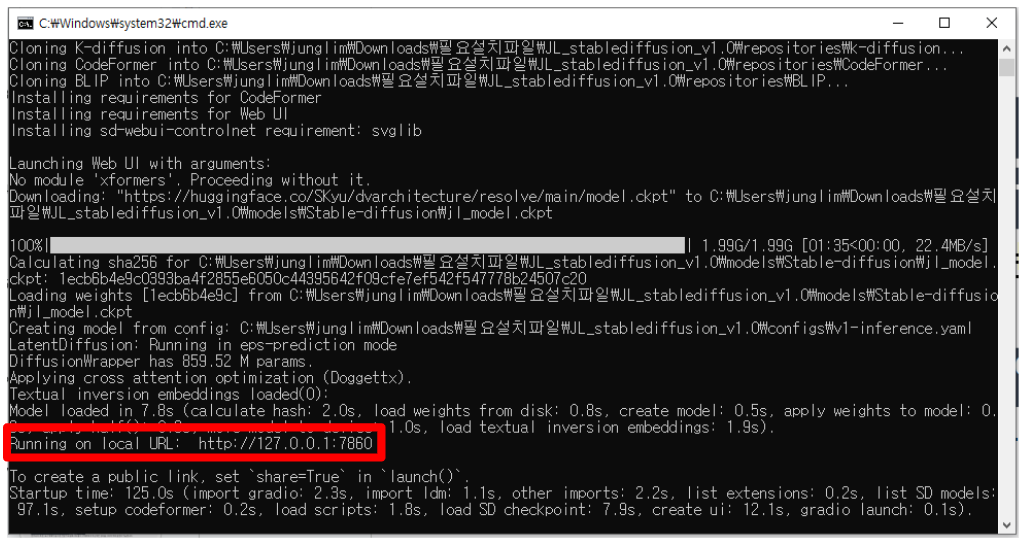 C:₩Windows₩system32₩cmd.exe
Cloning K-diffusion into C:₩Users₩junglim₩Downloads₩필요설치파일₩JL_stablediffusion_v1.0₩repositories₩k-diffusion...
Cloning CodeFormer into C:₩Users₩junglim₩Downloads₩필요설치파일₩JL_stablediffusion_v1.0₩repositories₩CodeFormer...
Cloning BLIP into C:₩Users₩junglim₩Downloads₩필요설치파일₩JL_stablediffusion_v1.0₩repositories₩BLIP...
Installing requirements for CodeFormer
Installing requirements for Web UI
Installing sd-webui-controlnet requirement: svglib
Launching Web UI with arguments:
No module 'xformers'. Proceeding without it.
Downloading: "https://huggingface.co/SKyu/dvarchitecture/resolve/main/model.ckpt" to C:₩Users₩junglim₩Downloads₩필요설치
파일₩JL_stablediffusion_v1.0₩models₩Stable-diffusion₩jl_model.ckpt
100%| | 1.99G/1.99G [01:35<00:00, 22.4MB/s]
Calculating sha256 for C:₩Users₩junglim₩Downloads₩필요설치파일₩JL_stablediffusion_v1.0₩models₩Stable-diffusion₩jl_model.
ckpt: 1ecb6b4e9c0393ba4f2855e6050c44395642f09cfe7ef542f547778b24507c20
Loading weights [1ecb6b4e9c] from C:₩Users₩junglim₩Downloads₩필요설치파일₩JL_stablediffusion_v1.0₩models₩Stable-diffusio
n₩jl_model.ckpt
Creating model from config: C:₩Users₩junglim₩Downloads₩필요설치파일₩JL_stablediffusion_v1.0₩configs₩v1-inference.yaml
LatentDiffusion: Running in eps-prediction mode
DiffusionWrapper has 859.52 M params.
Applying cross attention optimization (Doggettx).
Textual inversion embeddings loaded(0):
Model loaded in 7.8s (calculate hash: 2.0s, load weights from disk: 0.8s, create model: 0.5s, apply weights to model: 0.
1.0s, load textual inversion embeddings: 1.9s).
Running on local URL:  http://127.0.0.1:7860
To create a public link, set `share=True` in `launch()`.
Startup time: 125.0s (import gradio: 2.3s, import ldm: 1.1s, other imports: 2.2s, list extensions: 0.2s, list SD models:
97.1s, setup codeformer: 0.2s, load scripts: 1.8s, load SD checkpoint: 7.9s, create ui: 12.1s, gradio launch: 0.1s).